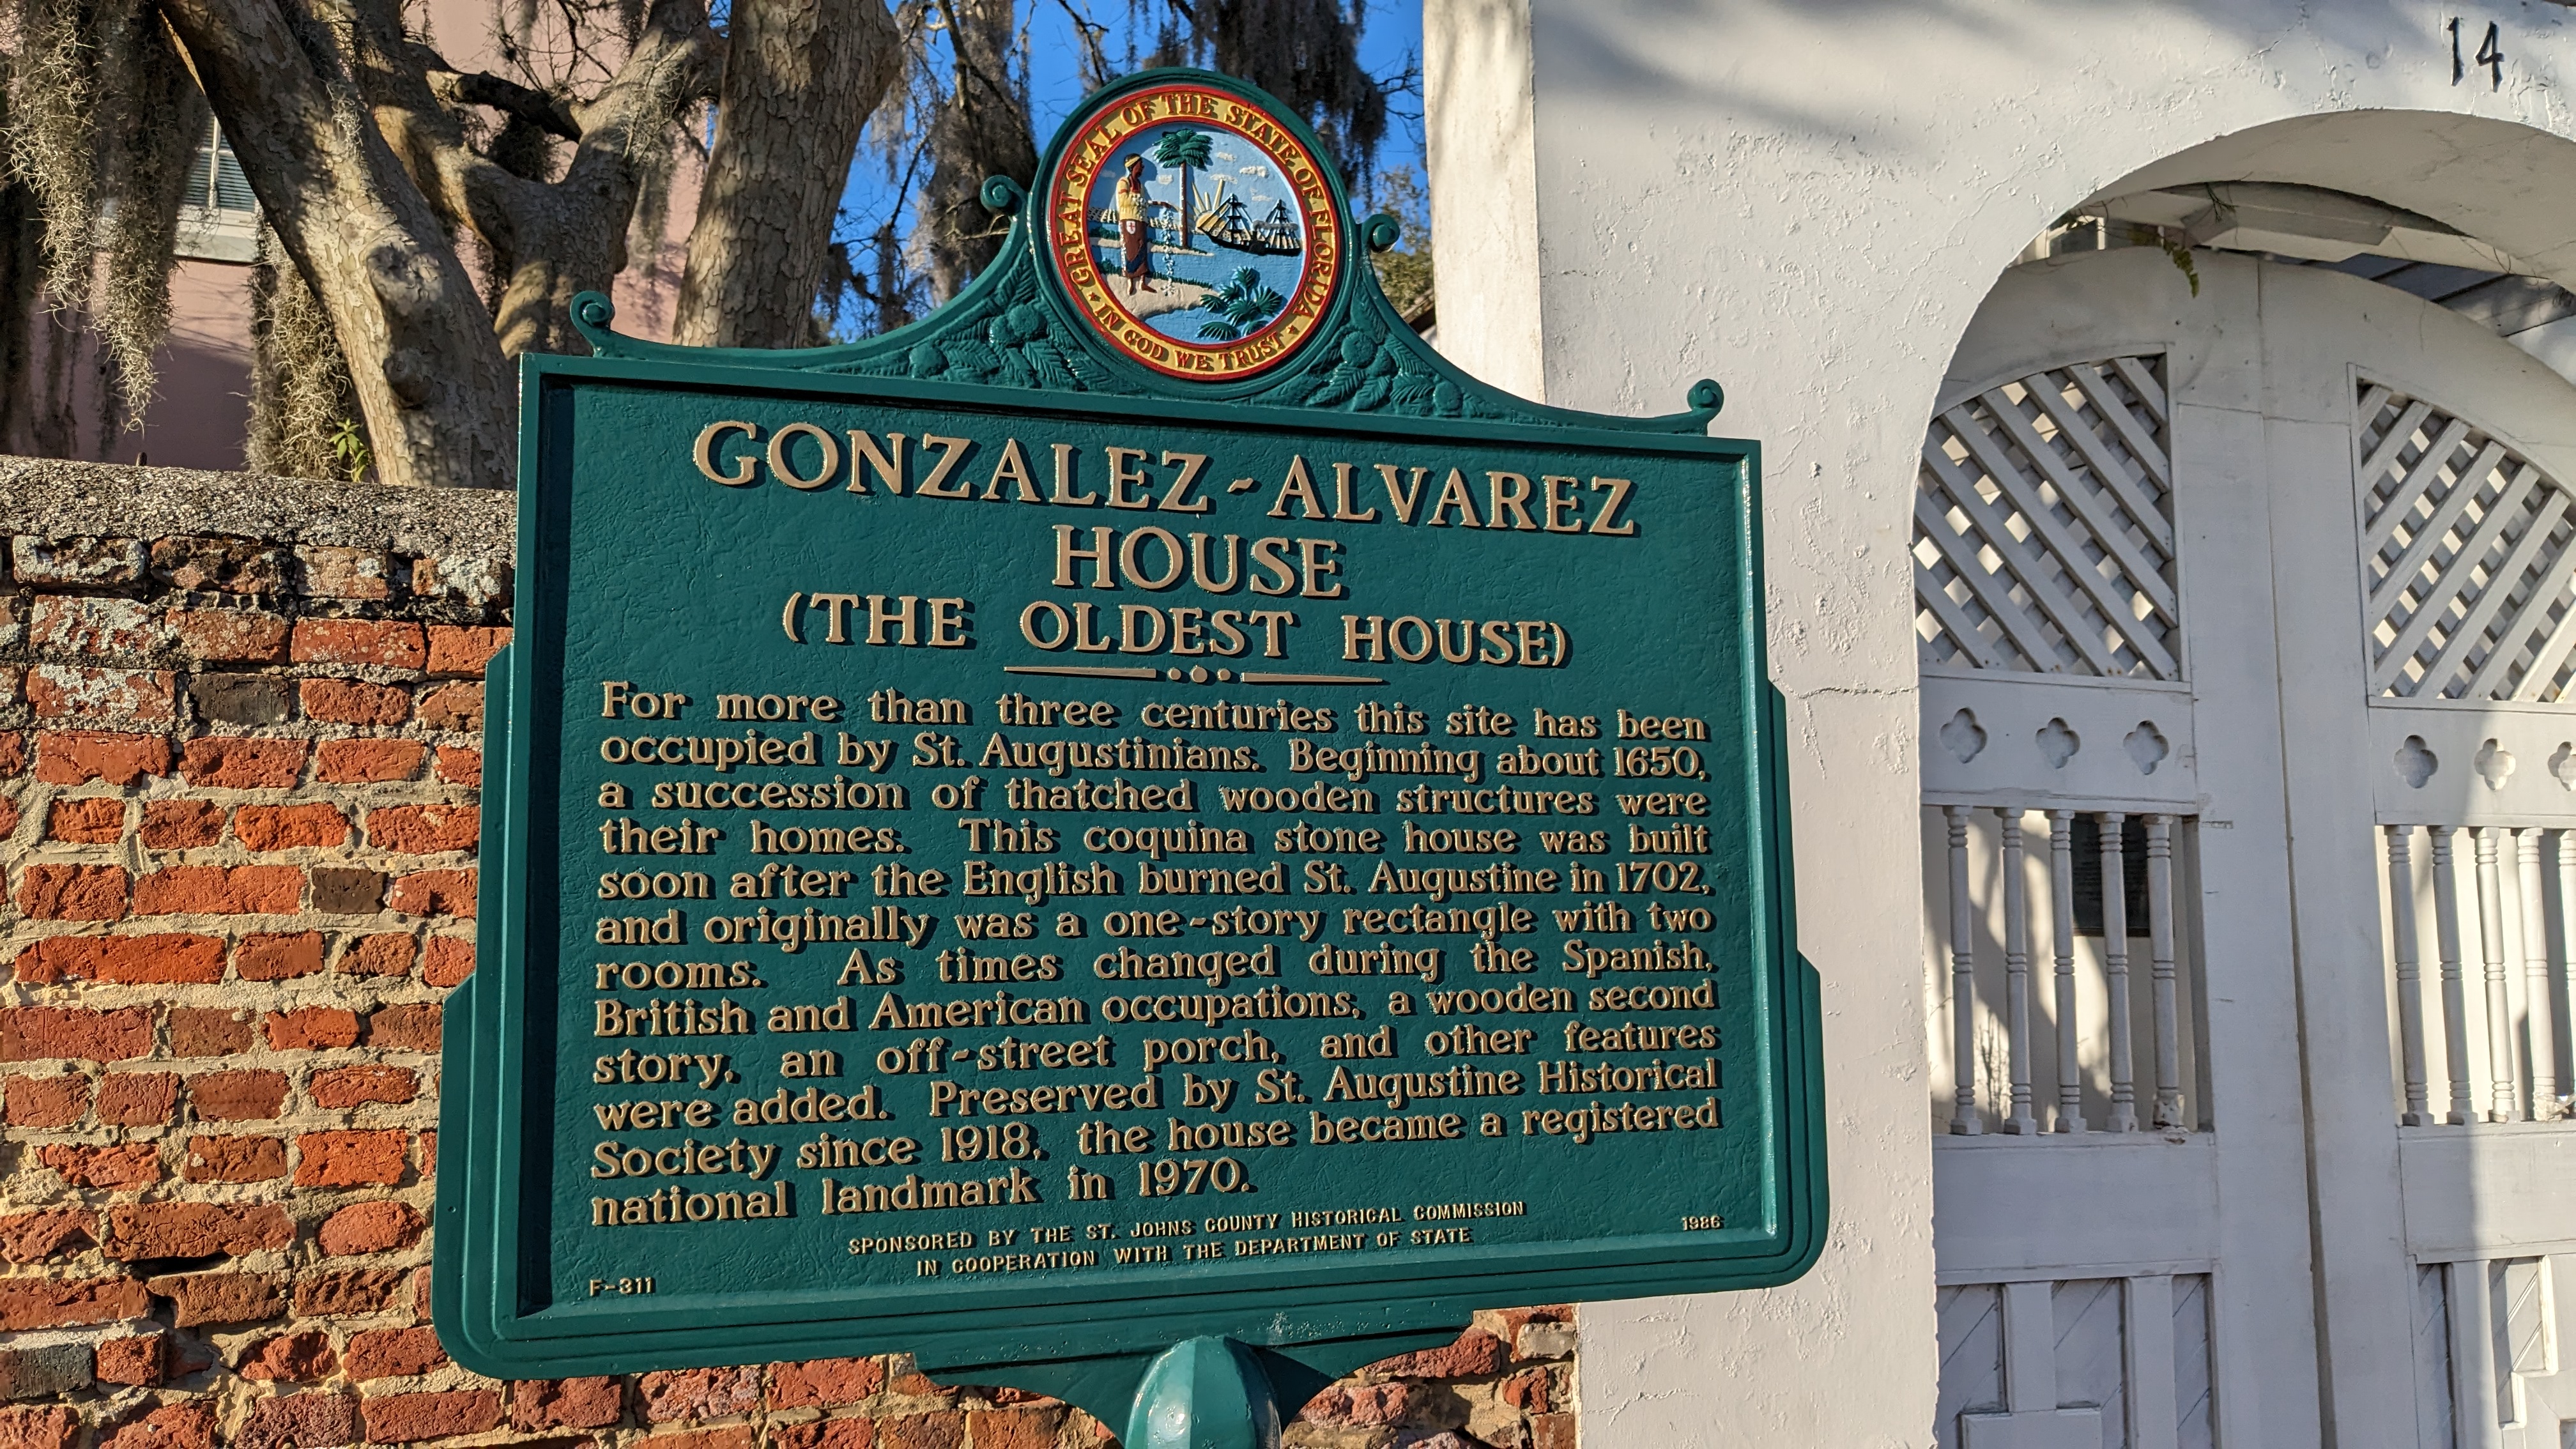 14
GREAT SEAL OF THE STATE OF FLORIDA
IN GOD WE TRUST
GONZALEZ-ALVAREZ
HOUSE
(THE OLDEST HOUSE)
For more than three centuries this site has been
occupied by St. Augustinians. Beginning about 1650,
a succession of thatched wooden structures were
their homes. This coquina stone house was built
soon after the English burned St. Augustine in 1702,
and originally was a one-story rectangle with two
rooms. As times changed during the Spanish,
British and American occupations, a wooden second
story, an off-street porch, and other features
were added. Preserved by St. Augustine Historical
Society since 1918, the house became a registered
national landmark in 1970.
SPONSORED BY THE ST. JOHNS COUNTY HISTORICAL COMMISSION
IN COOPERATION WITH THE DEPARTMENT OF STATE
F-311
1986